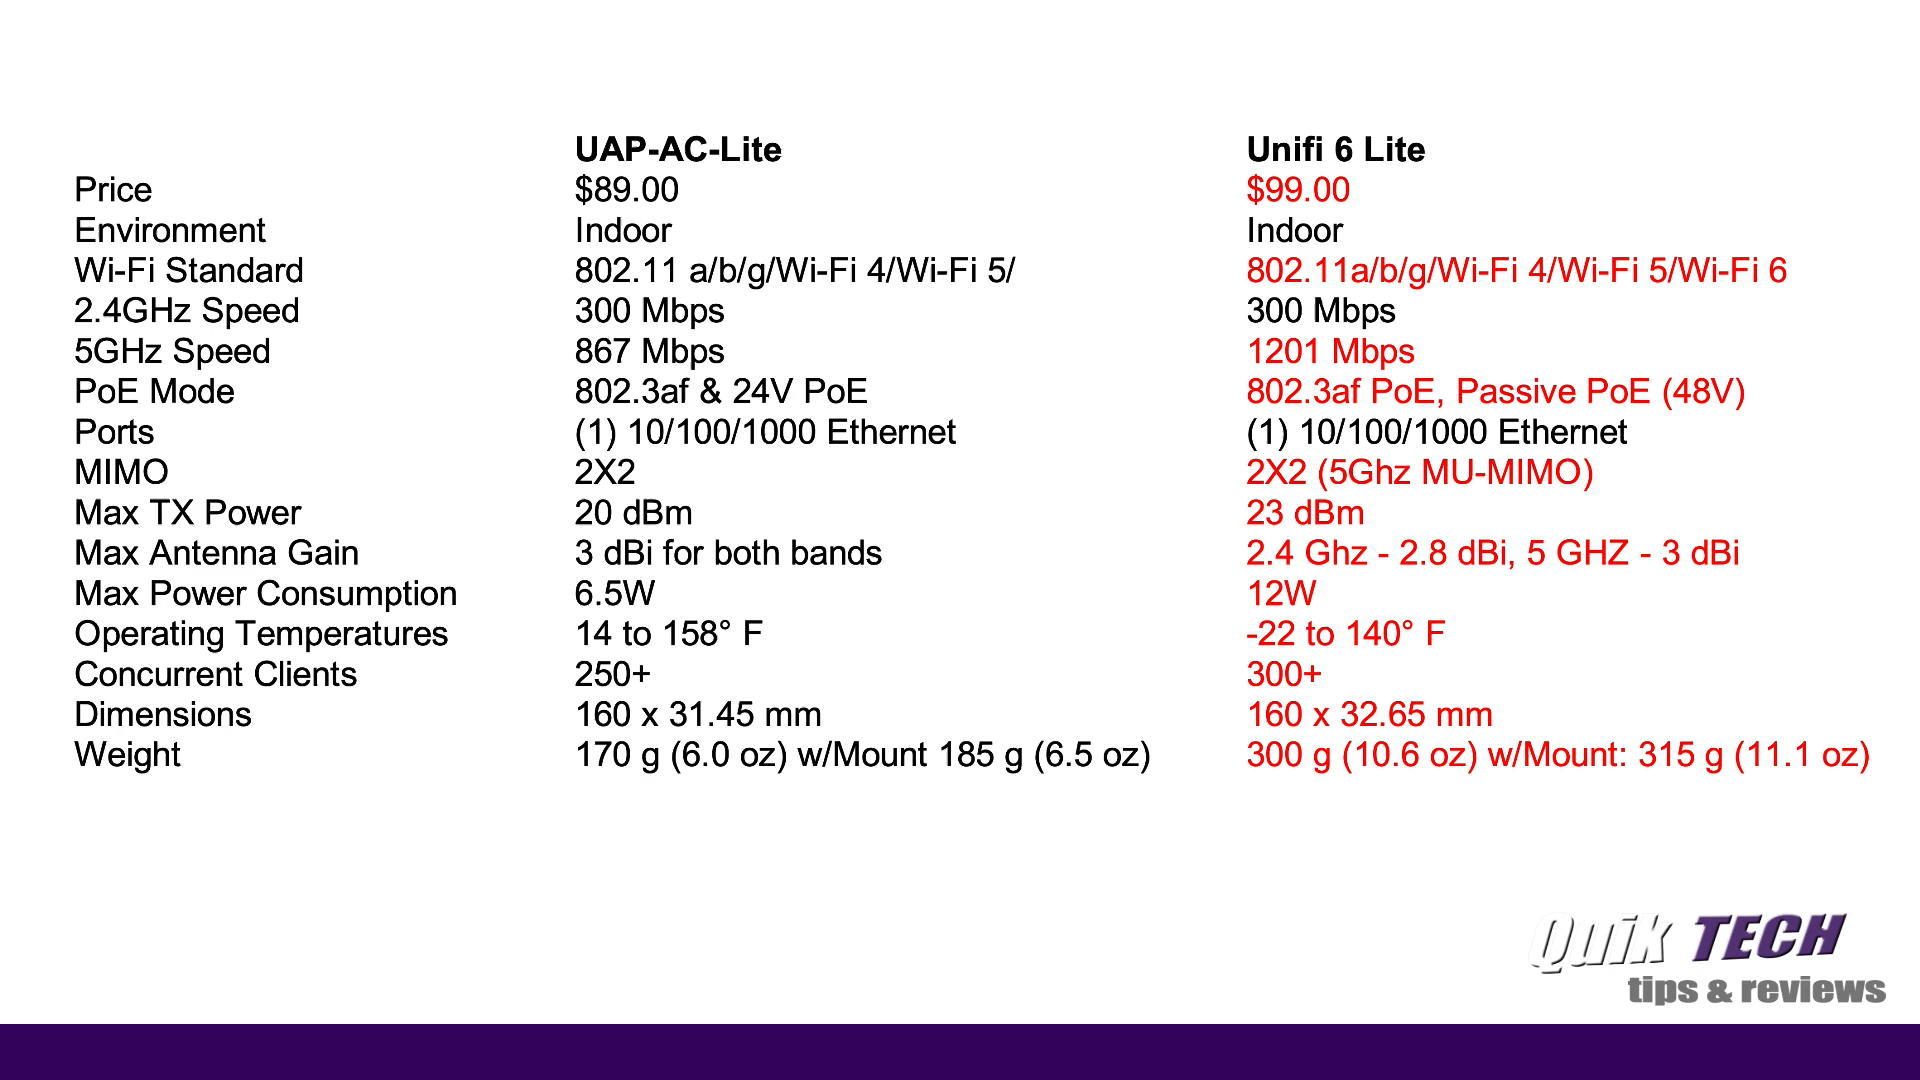 UAP-AC-Lite Unifi 6 Lite
Price $89.00 $99.00
Environment Indoor Indoor
Wi-Fi Standard 802.11 a/b/g/Wi-Fi 4/Wi-Fi 5/ 802.11a/b/g/Wi-Fi 4/Wi-Fi 5/Wi-Fi 6
2.4GHz Speed 300 Mbps 300 Mbps
5GHz Speed 867 Mbps 1201 Mbps
PoE Mode 802.3af & 24V PoE 802.3af PoE, Passive PoE (48V)
Ports (1) 10/100/1000 Ethernet (1) 10/100/1000 Ethernet
MIMO 2X2 2X2 (5Ghz MU-MIMO)
Max TX Power 20 dBm 23 dBm
Max Antenna Gain 3 dBi for both bands 2.4 Ghz - 2.8 dBi, 5 GHZ - 3 dBi
Max Power Consumption 6.5W 12W
Operating Temperatures 14 to 158° F -22 to 140° F
Concurrent Clients 250+ 300+
Dimensions 160 x 31.45 mm 160 x 32.65 mm
Weight 170 g (6.0 oz) w/Mount 185 g (6.5 oz) 300 g (10.6 oz) w/Mount: 315 g (11.1 oz)
Quik TECH
tips & reviews